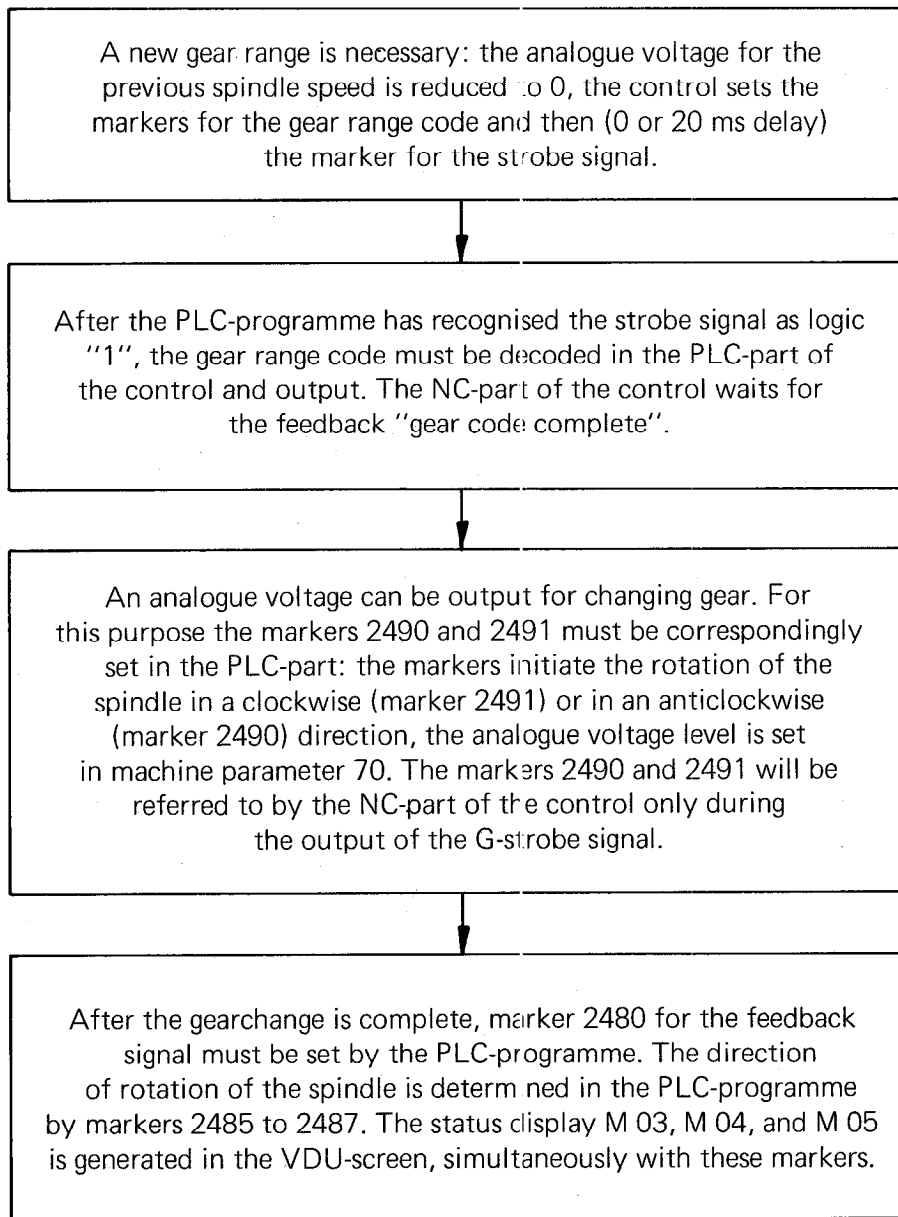 A new gear range is necessary: the analogue voltage for the
previous spindle speed is reduced to 0, the control sets the
markers for the gear range code and then (0 or 20 ms delay)
the marker for the strobe signal.
After the PLC-programme has recognised the strobe signal as logic
"1", the gear range code must be decoded in the PLC-part of
the control and output. The NC-part of the control waits for
the feedback "gear code complete".
An analogue voltage can be output for changing gear. For
this purpose the markers 2490 and 2491 must be correspondingly
set in the PLC-part: the markers initiate the rotation of the
spindle in a clockwise (marker 2491) or in an anticlockwise
(marker 2490) direction, the analogue voltage level is set
in machine parameter 70. The markers 2490 and 2491 will be
referred to by the NC-part of the control only during
the output of the G-strobe signal.
After the gearchange is complete, marker 2480 for the feedback
signal must be set by the PLC-programme. The direction
of rotation of the spindle is determined in the PLC-programme
by markers 2485 to 2487. The status display M 03, M 04, and M 05
is generated in the VDU-screen, simultaneously with these markers.